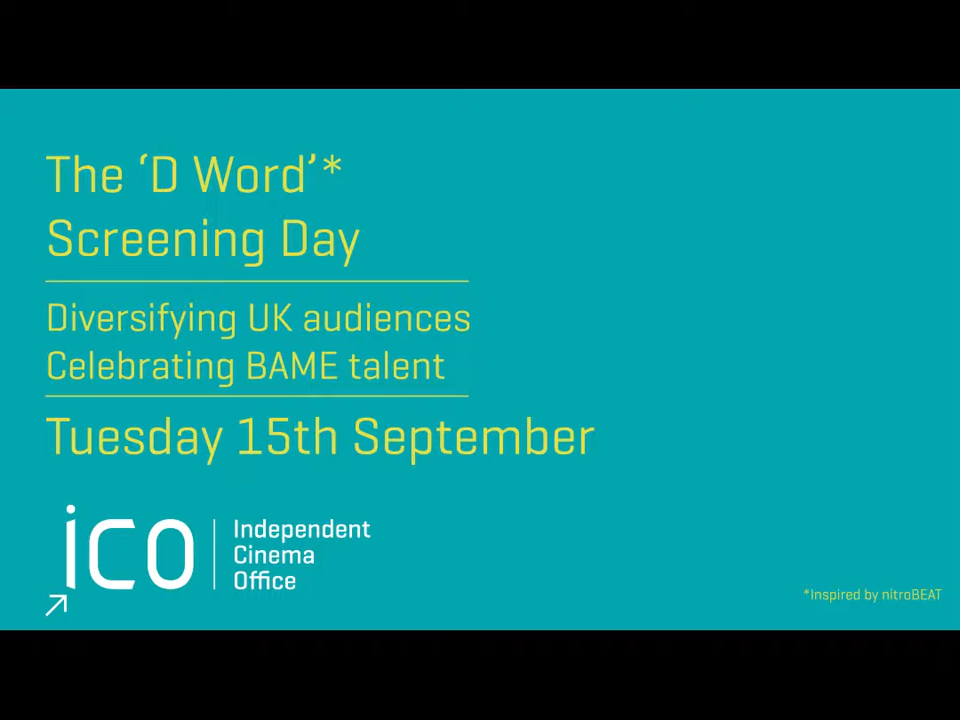 The ‘D Word’*
Screening Day
Diversifying UK audiences
Celebrating BAME talent
Tuesday 15th September
ico
Independent
Cinema
Office
*Inspired by nitroBEAT